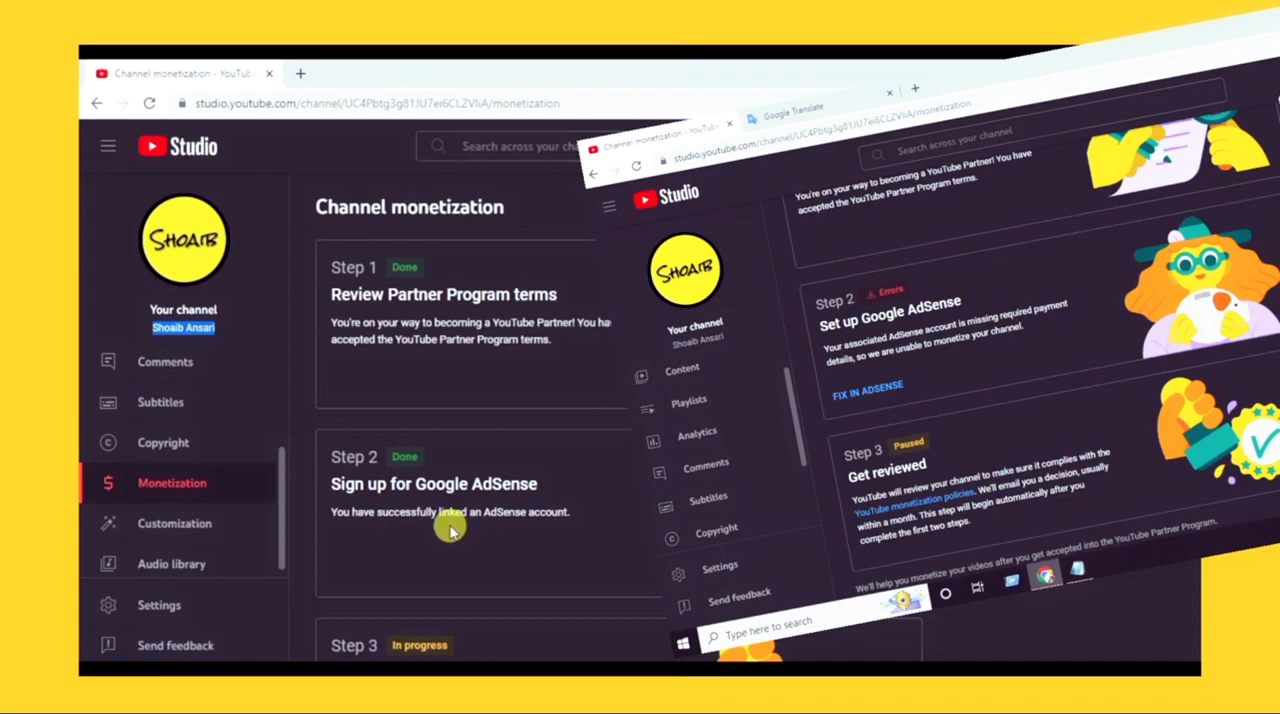 Channel monetization - YouTub
studio.youtube.com/channel/UC4Pbtg3g81JU7ei6CLZVIiA/monetization
Studio
Search across your cha
SHOAIB
Your channel
Shoaib Ansari
Comments
Subtitles
Copyright
Monetization
Customization
Audio library
Settings
Send feedback
Channel monetization
Step 1 Done
Review Partner Program terms
You're on your way to becoming a YouTube Partner! You ha
accepted the YouTube Partner Program terms.
Step 2 Done
Sign up for Google AdSense
You have successfully linked an AdSense account.
Step 3 In progress
Channel monetization - YouTub
Google Translate
studio.youtube.com/channel/UC4Pbtg3g81JU7ei6CLZVIiA/monetization
Studio
Search across your channel
SHOAIB
Your channel
Shoaib Ansari
Content
Playlists
Analytics
Comments
Subtitles
Copyright
Settings
Send feedback
You're on your way to becoming a YouTube Partner! You have
accepted the YouTube Partner Program terms.
Step 2 Errors
Set up Google AdSense
Your associated AdSense account is missing required payment
details, so we are unable to monetize your channel.
FIX IN ADSENSE
Step 3 Paused
Get reviewed
YouTube will review your channel to make sure it complies with the
YouTube monetization policies. We'll email you a decision, usually
within a month. This step will begin automatically after you
complete the first two steps.
We'll help you monetize your videos after you get accepted into the YouTube Partner Program.
Type here to search